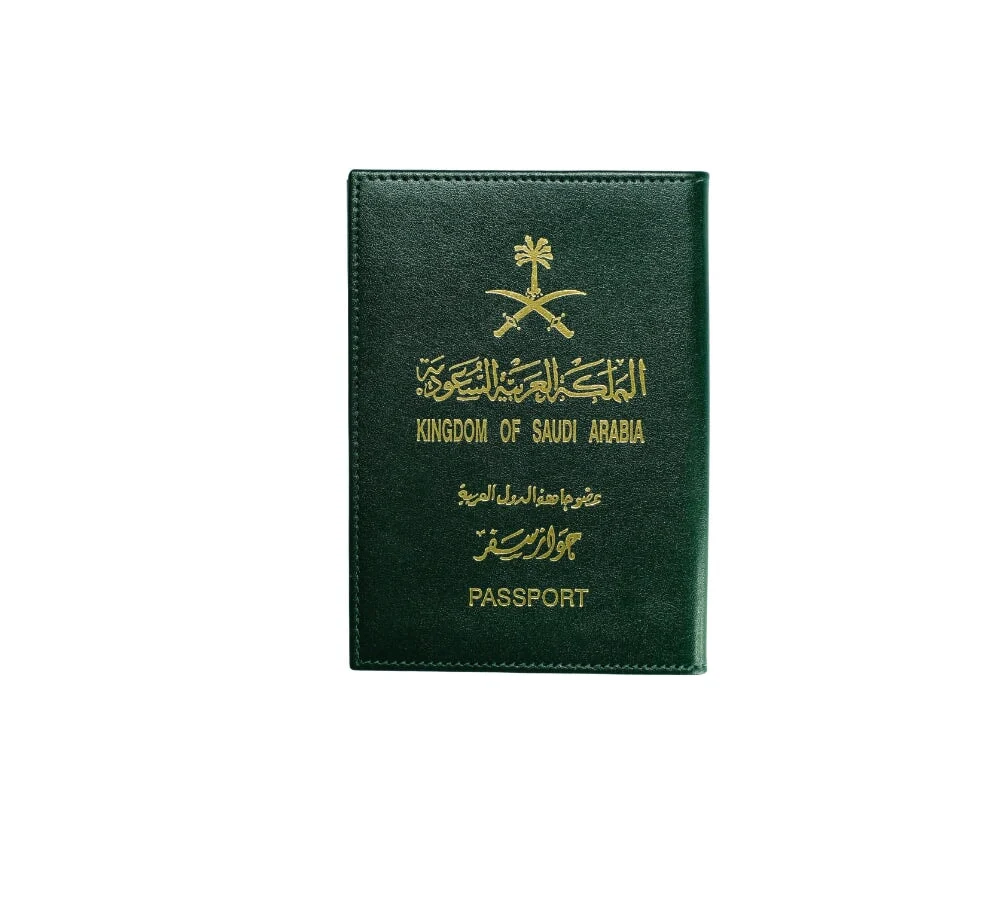 المملكة العربية السعودية
KINGDOM OF SAUDI ARABIA
عضو جامعة الدول العربية
جواز سفر
PASSPORT